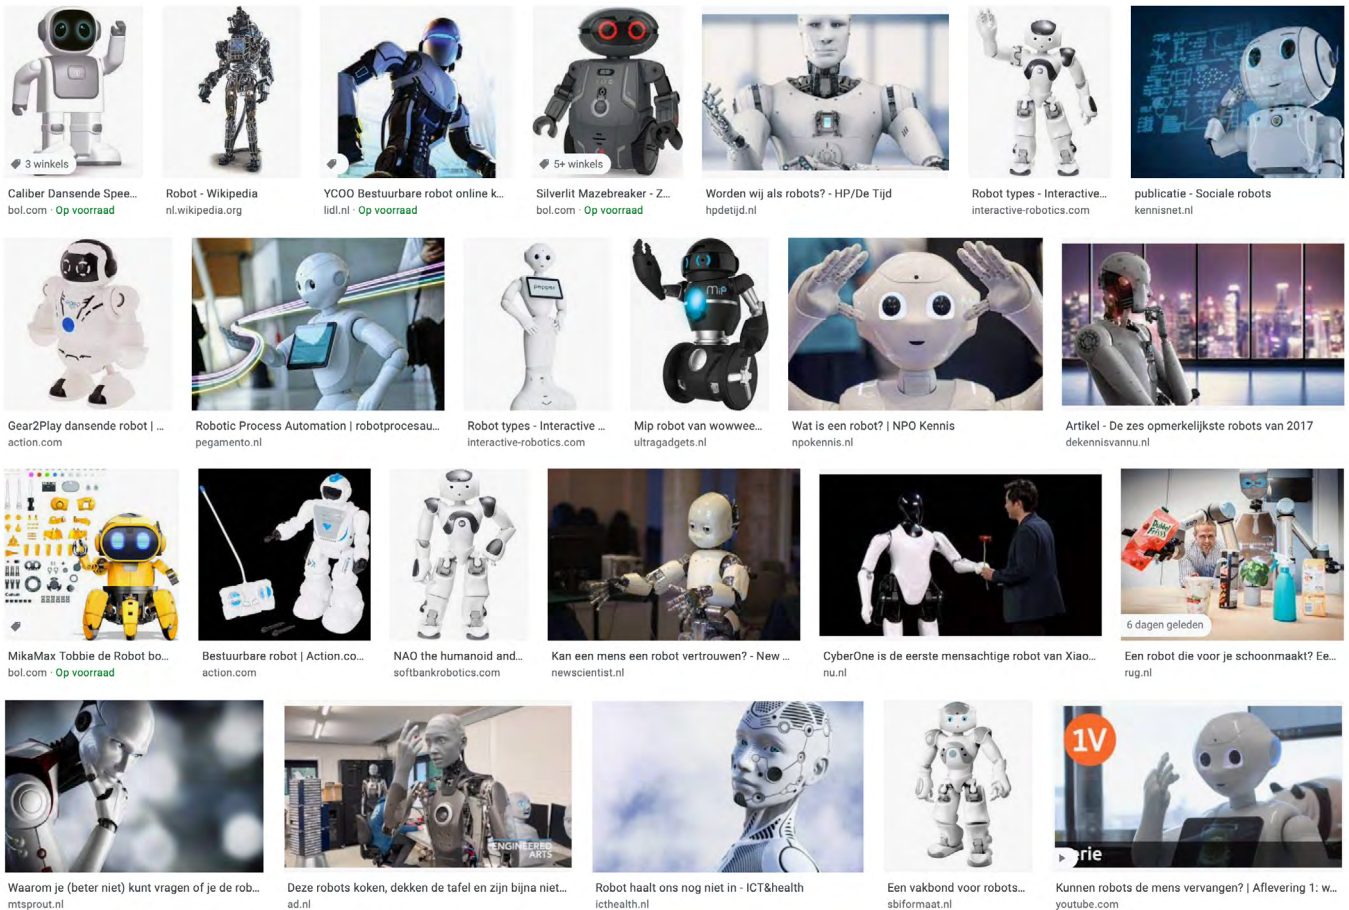 3 winkels
5+ winkels
Caliber Dansende Spee...
bol.com · Op voorraad
Robot - Wikipedia
nl.wikipedia.org
YCOO Bestuurbare robot online k...
lidl.nl · Op voorraad
Silverlit Mazebreaker - Z...
bol.com · Op voorraad
Worden wij als robots? - HP/De Tijd
hpdetijd.nl
Robot types - Interactive...
interactive-robotics.com
publicatie - Sociale robots
kennisnet.nl
pepper
MiP
Gear2Play dansende robot | ...
action.com
Robotic Process Automation | robotprocesau...
pegamento.nl
Robot types - Interactive ...
interactive-robotics.com
Mip robot van wowwee...
ultragadgets.nl
Wat is een robot? | NPO Kennis
npokennis.nl
Artikel - De zes opmerkelijkste robots van 2017
dekennisvannu.nl
Dubbel
Frisss
6 dagen geleden
MikaMax Tobbie de Robot bo...
bol.com · Op voorraad
Bestuurbare robot | Action.co...
action.com
NAO the humanoid and...
softbankrobotics.com
Kan een mens een robot vertrouwen? - New ...
newscientist.nl
CyberOne is de eerste mensachtige robot van Xiao...
nu.nl
Een robot die voor je schoonmaakt? Ee...
rug.nl
1V
ENGINEERED
ARTS
erie
Waarom je (beter niet) kunt vragen of je de rob...
mtsprout.nl
Deze robots koken, dekken de tafel en zijn bijna niet...
ad.nl
Robot haalt ons nog niet in - ICT&health
icthealth.nl
Een vakbond voor robots...
sbiformaat.nl
Kunnen robots de mens vervangen? | Aflevering 1: w...
youtube.com